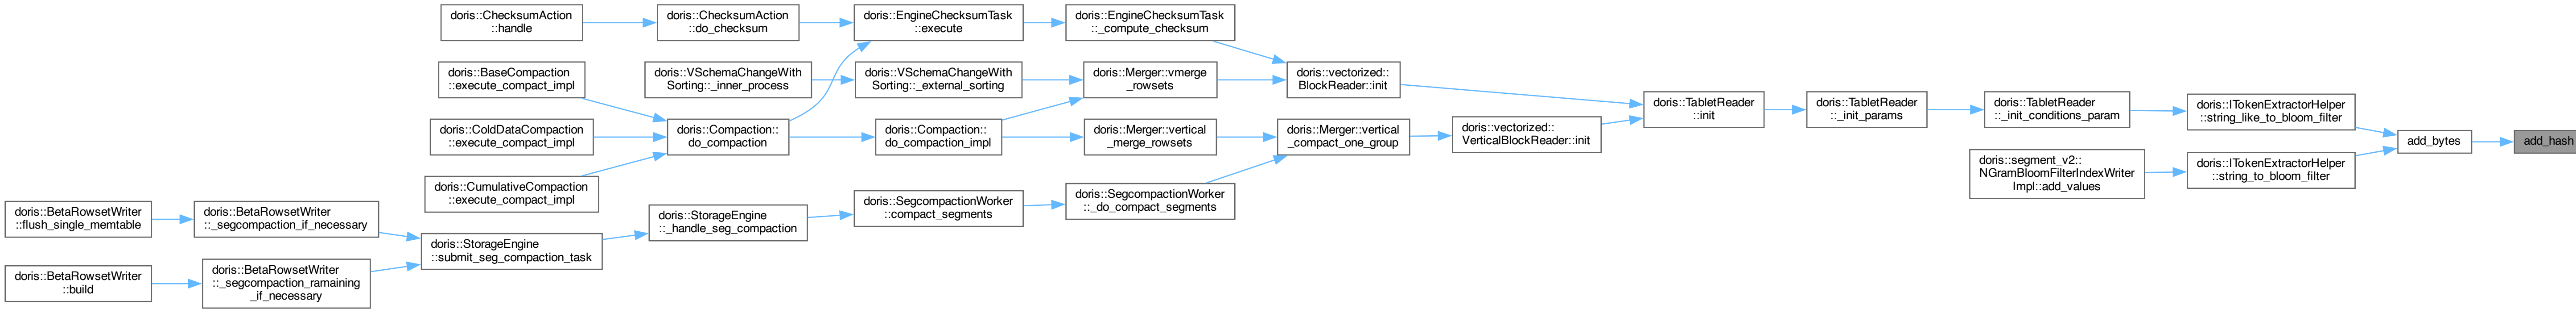 doris::ChecksumAction
::handle
doris::ChecksumAction
::do_checksum
doris::EngineChecksumTask
::execute
doris::EngineChecksumTask
::_compute_checksum
doris::BaseCompaction
::execute_compact_impl
doris::VSchemaChangeWith
Sorting::_inner_process
doris::VSchemaChangeWith
Sorting::_external_sorting
doris::Merger::vmerge
_rowsets
doris::vectorized::
BlockReader::init
doris::ColdDataCompaction
::execute_compact_impl
doris::Compaction::
do_compaction
doris::Compaction::
do_compaction_impl
doris::Merger::vertical
_merge_rowsets
doris::Merger::vertical
_compact_one_group
doris::vectorized::
VerticalBlockReader::init
doris::TabletReader
::init
doris::TabletReader
::_init_params
doris::TabletReader
::_init_conditions_param
doris::ITokenExtractorHelper
::string_like_to_bloom_filter
add_bytes
add_hash
doris::segment_v2::
NGramBloomFilterIndexWriter
Impl::add_values
doris::ITokenExtractorHelper
::string_to_bloom_filter
doris::CumulativeCompaction
::execute_compact_impl
doris::BetaRowsetWriter
::flush_single_memtable
doris::BetaRowsetWriter
::_segcompaction_if_necessary
doris::StorageEngine
::submit_seg_compaction_task
doris::StorageEngine
::_handle_seg_compaction
doris::SegcompactionWorker
::compact_segments
doris::SegcompactionWorker
::_do_compact_segments
doris::BetaRowsetWriter
::build
doris::BetaRowsetWriter
::_segcompaction_ramaining
_if_necessary